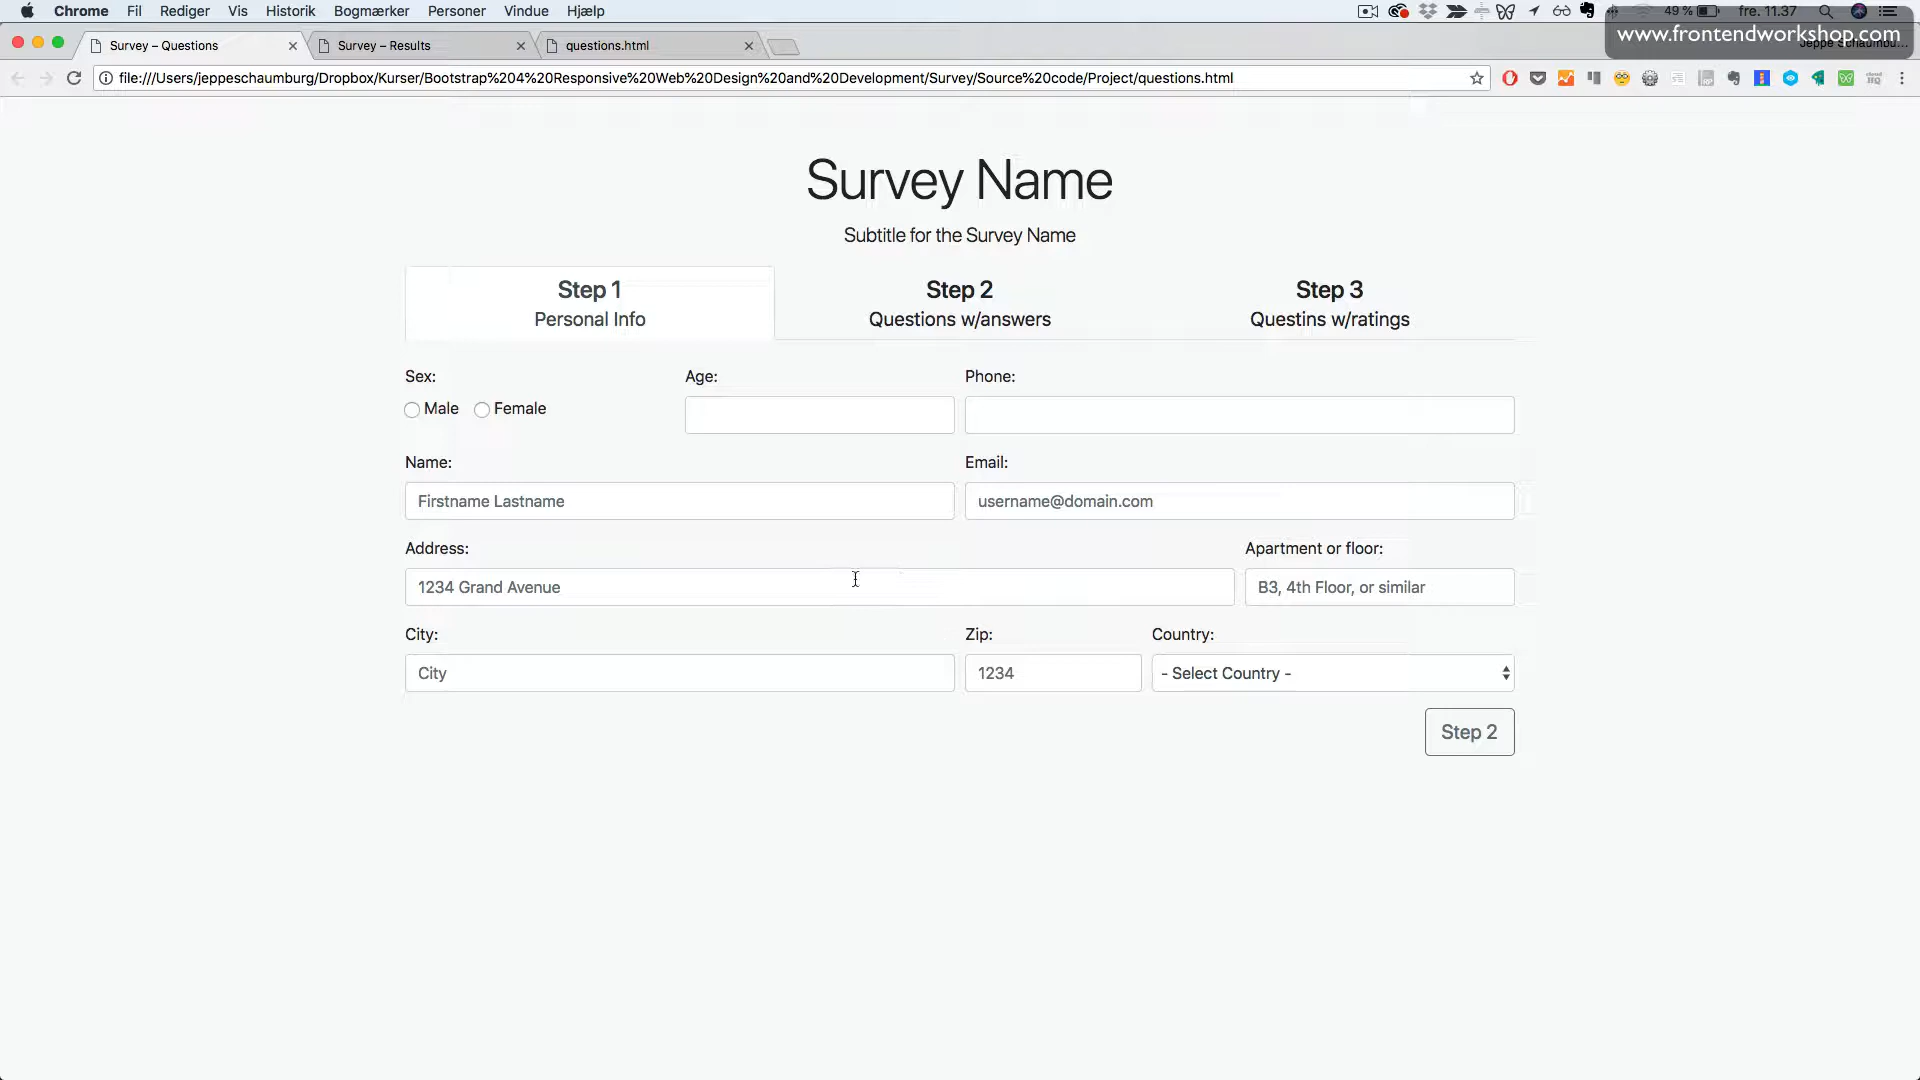 Chrome Fil Rediger Vis Historik Bogmærker Personer Vindue Hjælp 49 % fre. 11.37
www.frontendworkshop.com
Survey – Questions Survey – Results questions.html
file:///Users/jeppeschaumburg/Dropbox/Kurser/Bootstrap%204%20Responsive%20Web%20Design%20and%20Development/Survey/Source%20code/Project/questions.html
Survey Name
Subtitle for the Survey Name
Step 1 Step 2 Step 3
Personal Info Questions w/answers Questins w/ratings
Sex: Age: Phone:
Male Female
Name: Email:
Firstname Lastname username@domain.com
Address: Apartment or floor:
1234 Grand Avenue B3, 4th Floor, or similar
City: Zip: Country:
City 1234 - Select Country -
Step 2